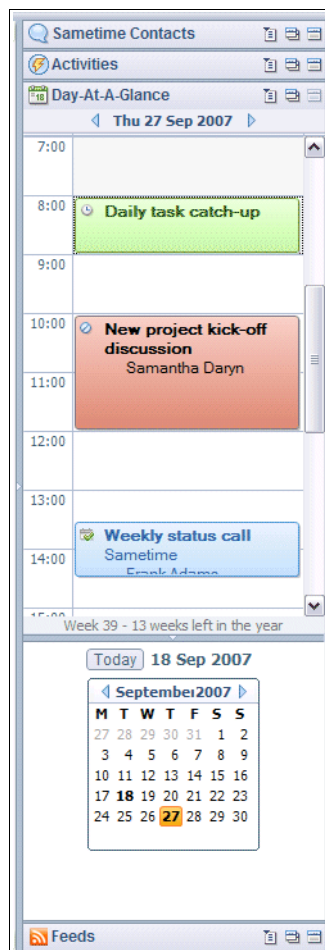 Sametime Contacts
Activities
Day-At-A-Glance
Thu 27 Sep 2007
7:00
8:00
Daily task catch-up
9:00
10:00
New project kick-off
discussion
Samantha Daryn
11:00
12:00
13:00
Weekly status call
14:00
Sametime
Frank Adams
15:00
Week 39 - 13 weeks left in the year
Today 18 Sep 2007
September 2007
M T W T F S S
27 28 29 30 31 1 2
3 4 5 6 7 8 9
10 11 12 13 14 15 16
17 18 19 20 21 22 23
24 25 26 27 28 29 30
Feeds